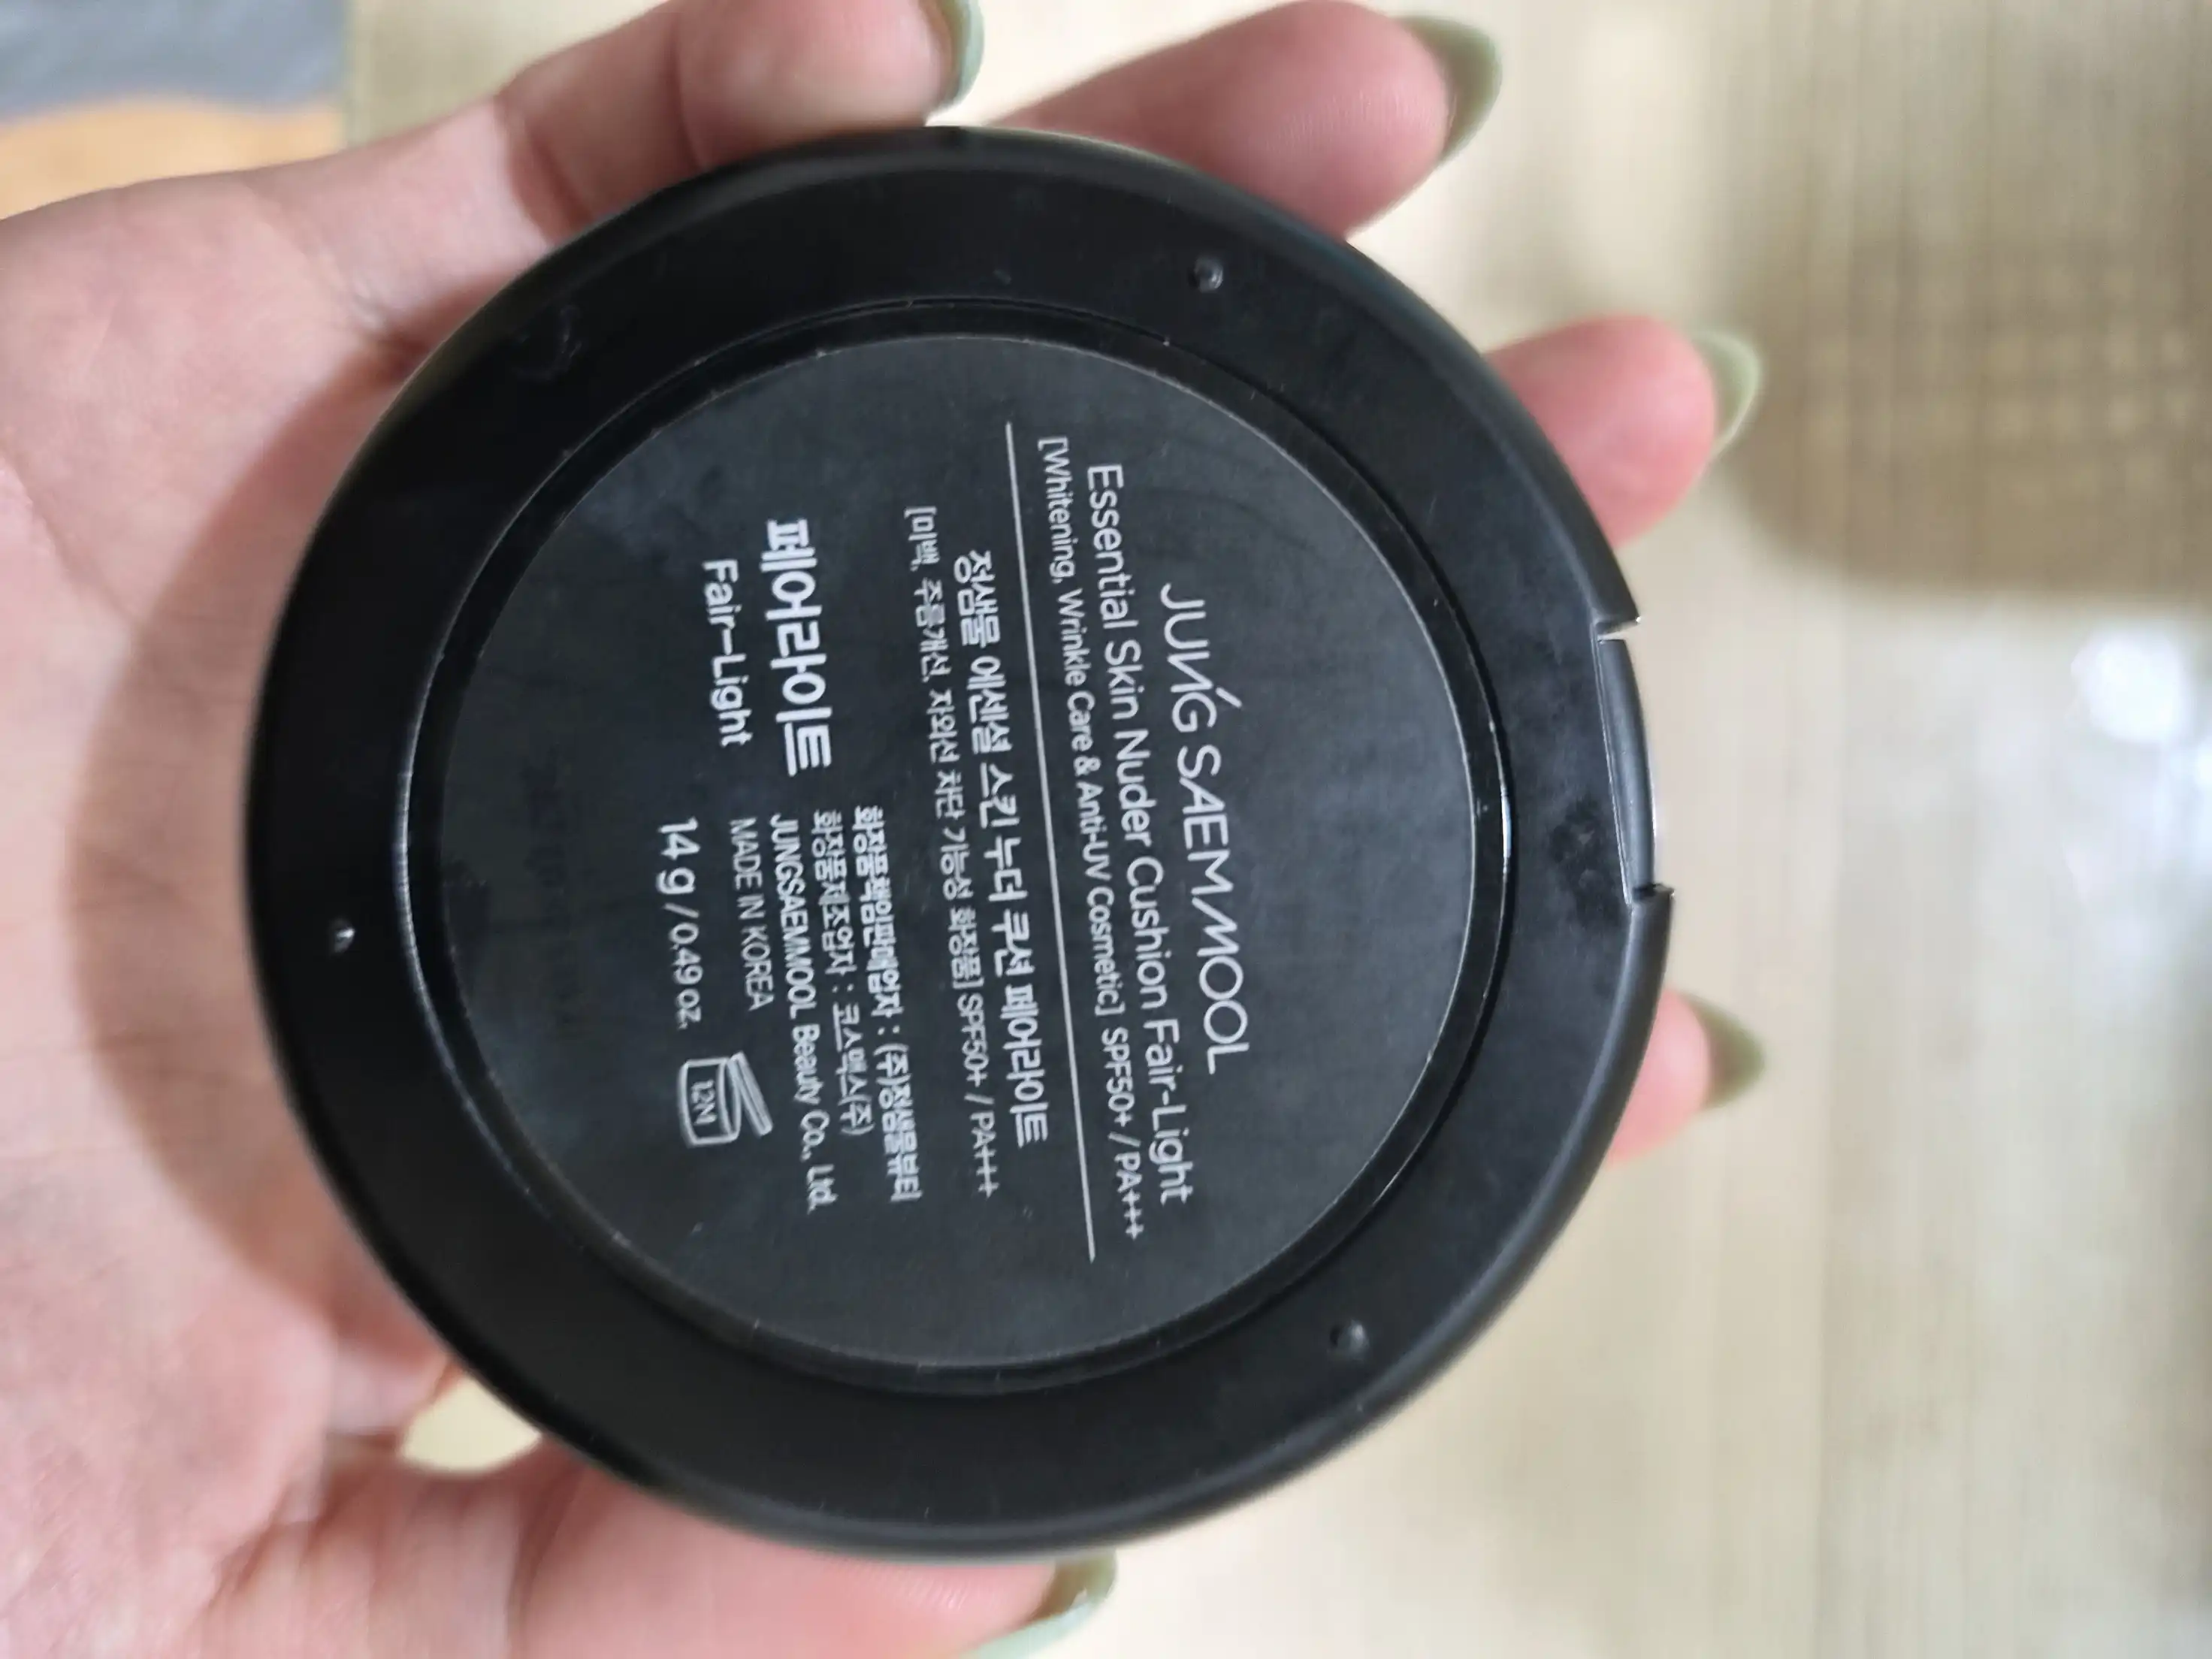 JUNG SAEM MOOL
Essential Skin Nuder Cushion Fair-Light
[Whitening, Wrinkle Care & Anti-UV Cosmetic] SPF50+ / PA+++
정샘물 에센셜 스킨 누더 쿠션 페어라이트
[미백, 주름개선, 자외선 차단 기능성 화장품] SPF50+ / PA+++
페어라이트
Fair-Light
화장품책임판매업자 : (주)정샘물뷰티
화장품제조업자 : 코스맥스(주)
JUNGSAEMMOOL Beauty Co., Ltd.
MADE IN KOREA
14 g / 0.49 oz.
12M